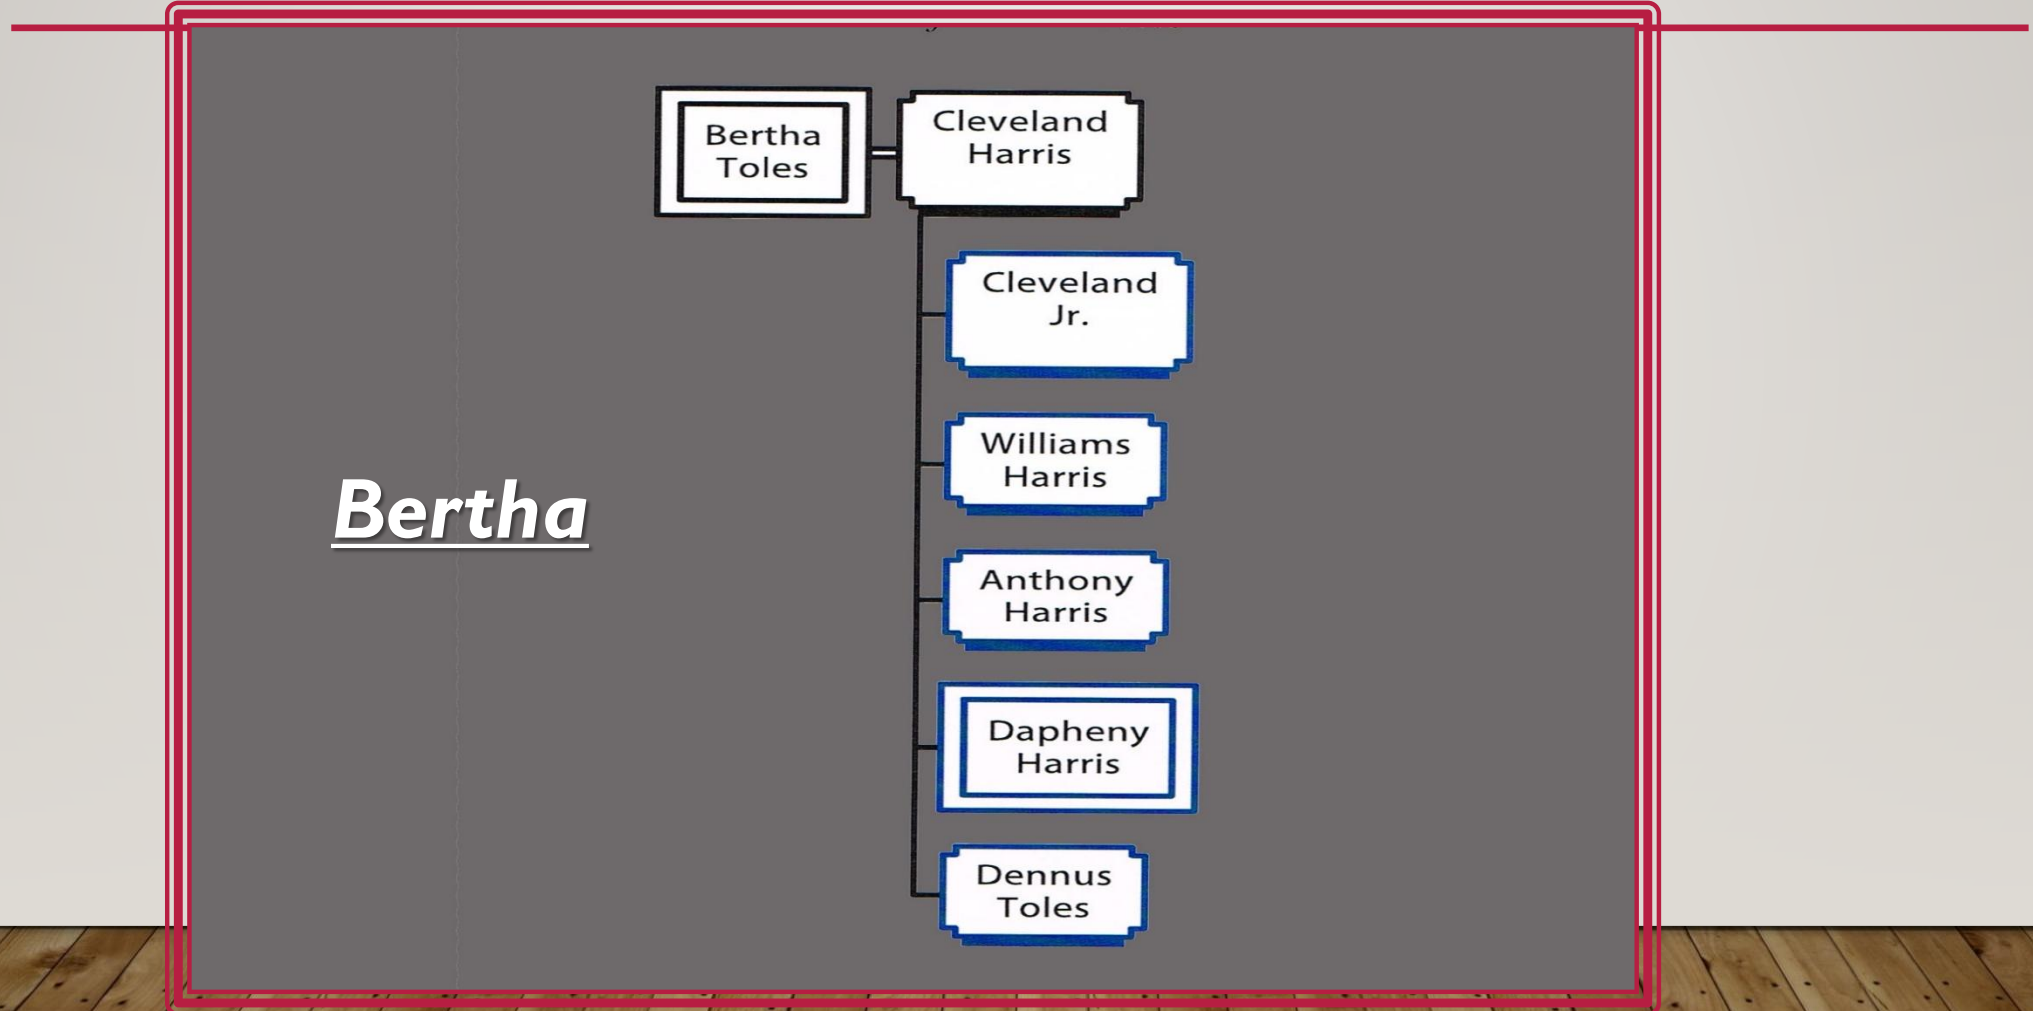 Bertha
Toles
Cleveland
Harris
Cleveland
Jr.
Williams
Harris
Bertha
Anthony
Harris
Dapheny
Harris
Dennus
Toles